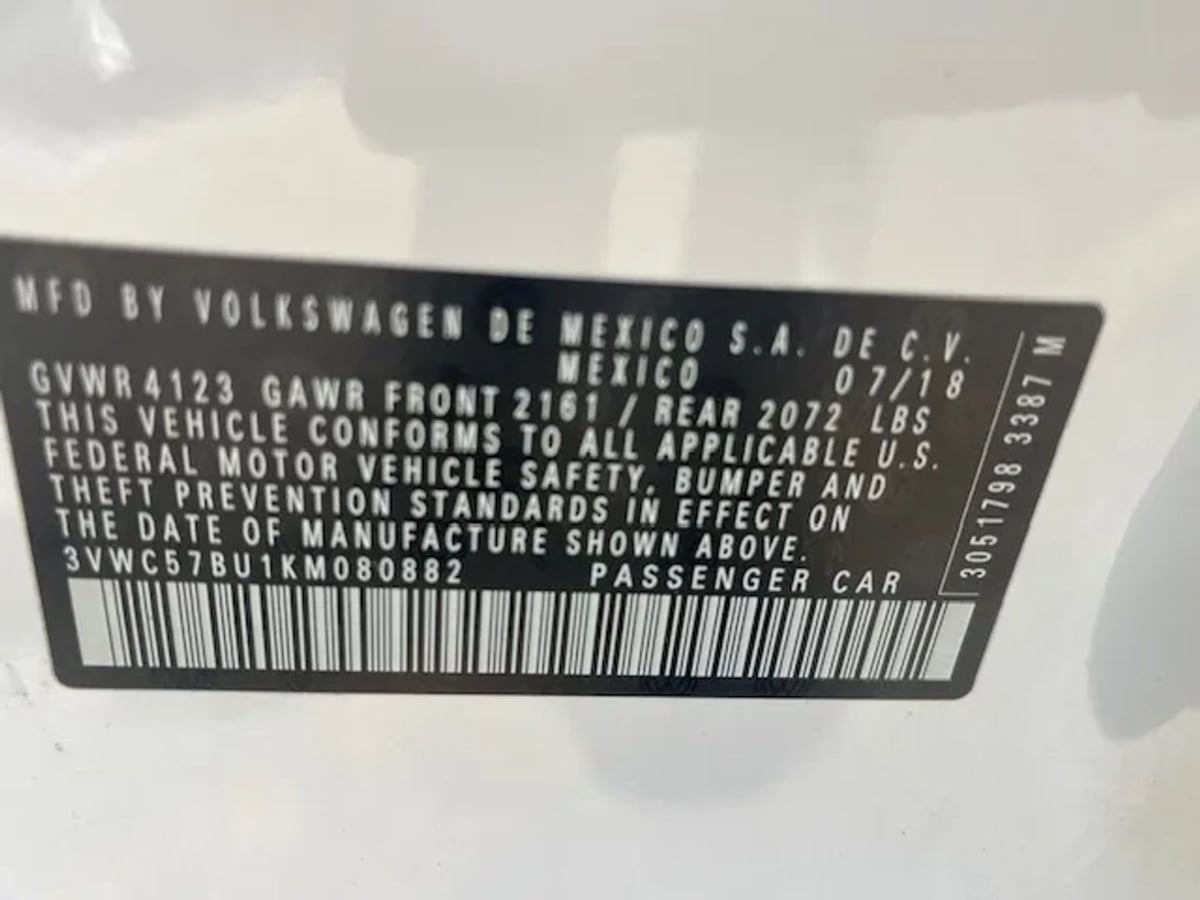 MFD BY VOLKSWAGEN DE MEXICO S.A. DE C.V.
MEXICO 07/18
GVWR 4123 GAWR FRONT 2161 / REAR 2072 LBS
THIS VEHICLE CONFORMS TO ALL APPLICABLE U.S.
FEDERAL MOTOR VEHICLE SAFETY, BUMPER AND
THEFT PREVENTION STANDARDS IN EFFECT ON
THE DATE OF MANUFACTURE SHOWN ABOVE.
3VWC57BU1KM080882 PASSENGER CAR
3051798 3387 M